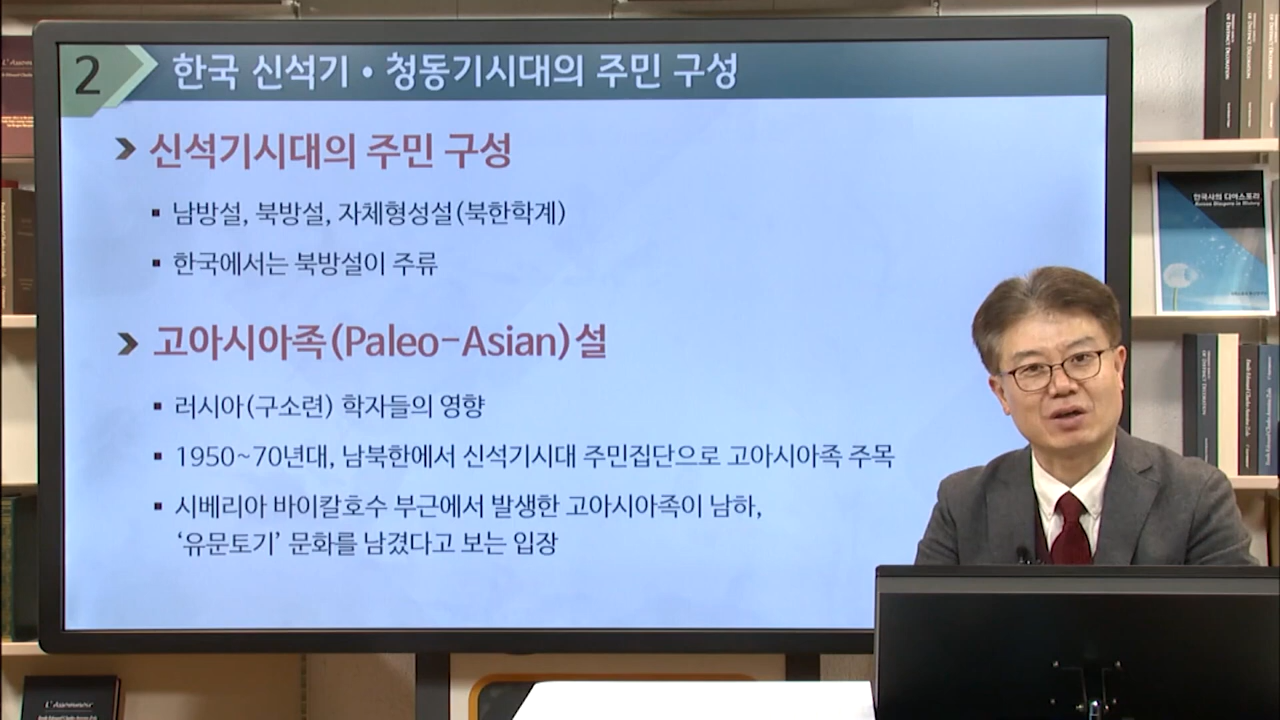 2
한국 신석기 • 청동기시대의 주민 구성
신석기시대의 주민 구성
남방설, 북방설, 자체형성설(북한학계)
한국에서는 북방설이 주류
고아시아족(Paleo-Asian)설
러시아(구소련) 학자들의 영향
1950~70년대, 남북한에서 신석기시대 주민집단으로 고아시아족 주목
시베리아 바이칼호수 부근에서 발생한 고아시아족이 남하,
‘유문토기’ 문화를 남겼다고 보는 입장
한국사의 디아스포라
Korean Diaspora in History
OF DISTINCT DECORATION